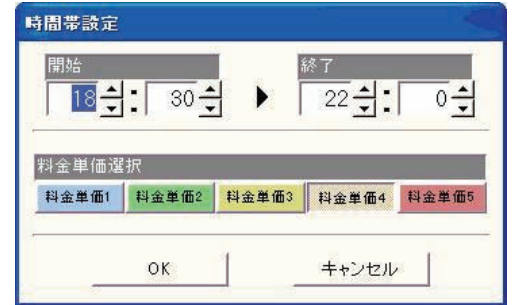 時間帯設定
開始 終了
18 : 30 ▶ 22 : 0
料金単価選択
料金単価1 料金単価2 料金単価3 料金単価4 料金単価5
OK キャンセル